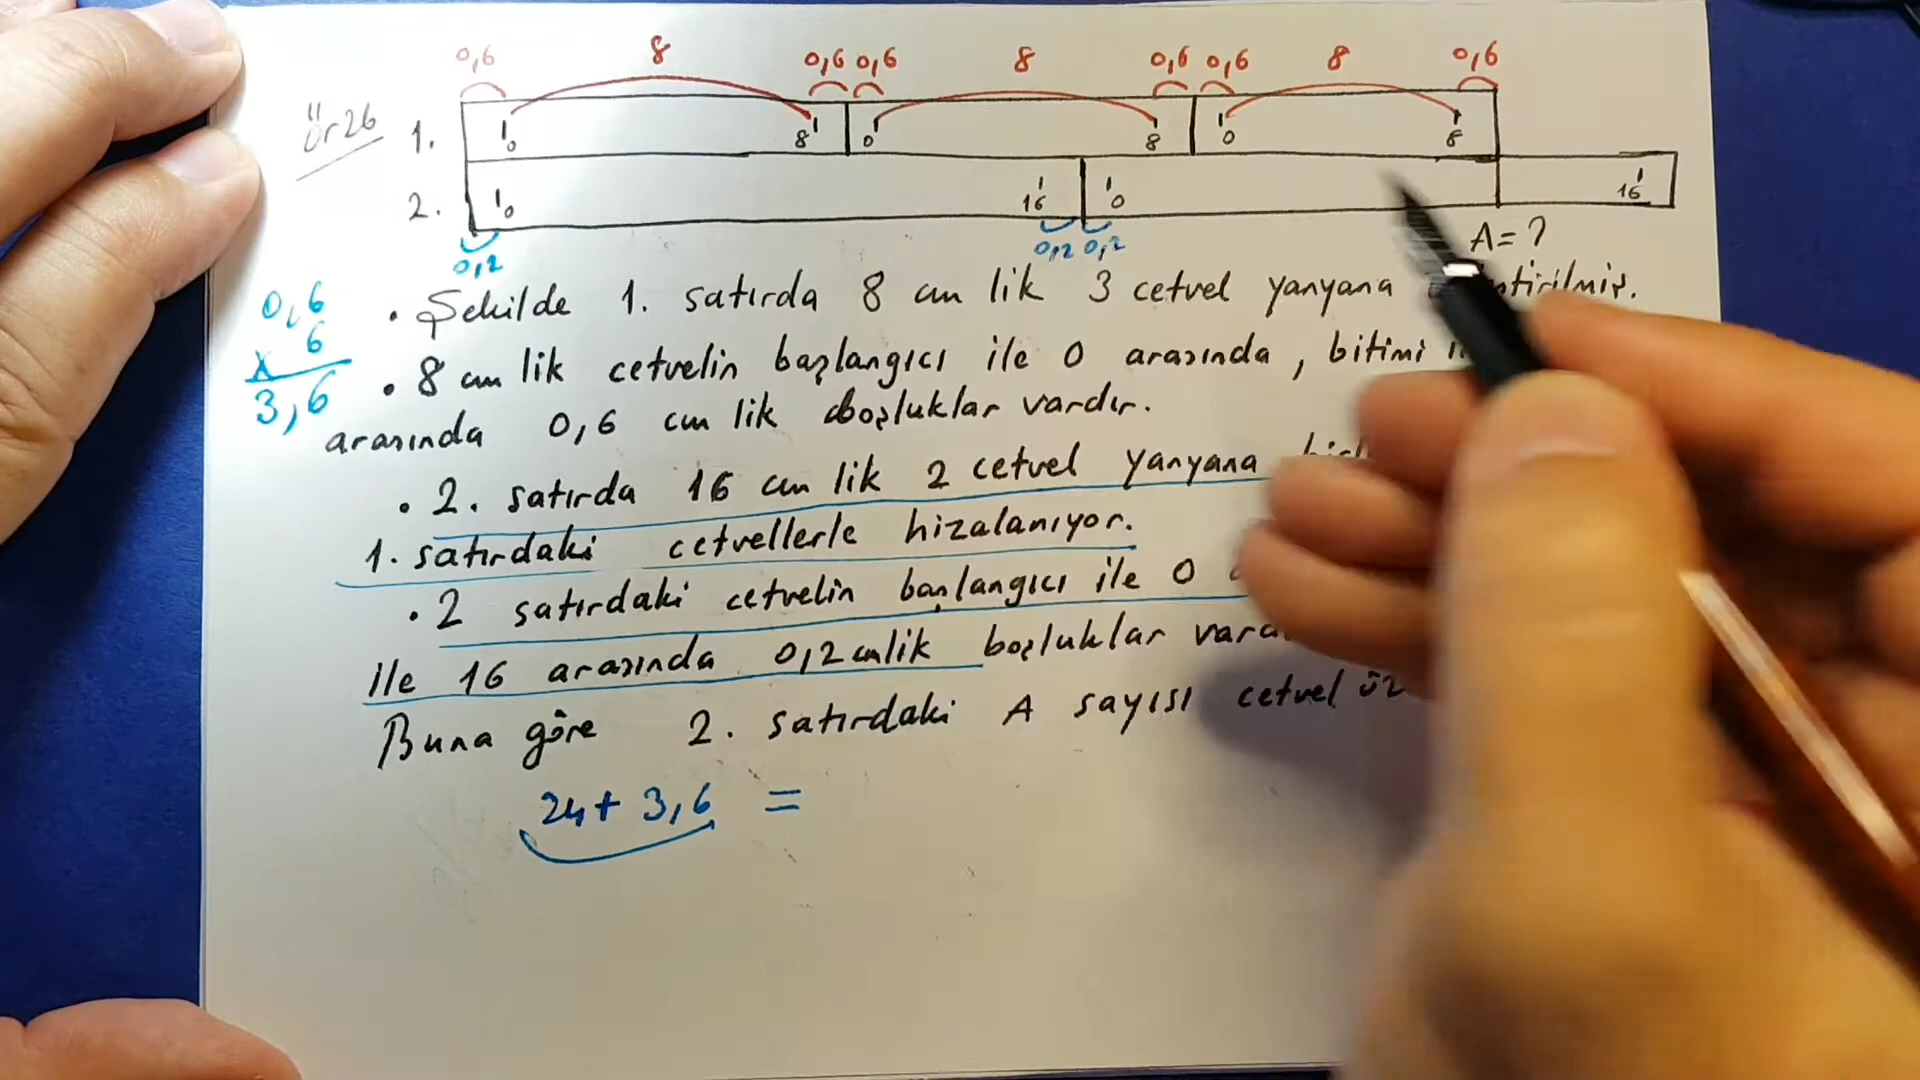 0,6 8 0,6 0,6 8 0,6 0,6 8 0,6
Ör26 1. 0 8 0 8 0 8
2. 0 16 0 16
0,2 0,2 0,2 A=?
0,6
x 6
3,6
• Şekilde 1. satırda 8 cm lik 3 cetvel yanyana
• 8 cm lik cetvelin başlangıcı ile 0 arasında, bitimi
arasında 0,6 cm lik boşluklar vardır.
• 2. satırda 16 cm lik 2 cetvel yanyana
1. satırdaki cetvellerle hizalanıyor.
• 2 satırdaki cetvelin başlangıcı ile 0
ile 16 arasında 0,2 cmlik boşluklar
Buna göre 2. satırdaki A sayısı cetvel
24 + 3,6 =